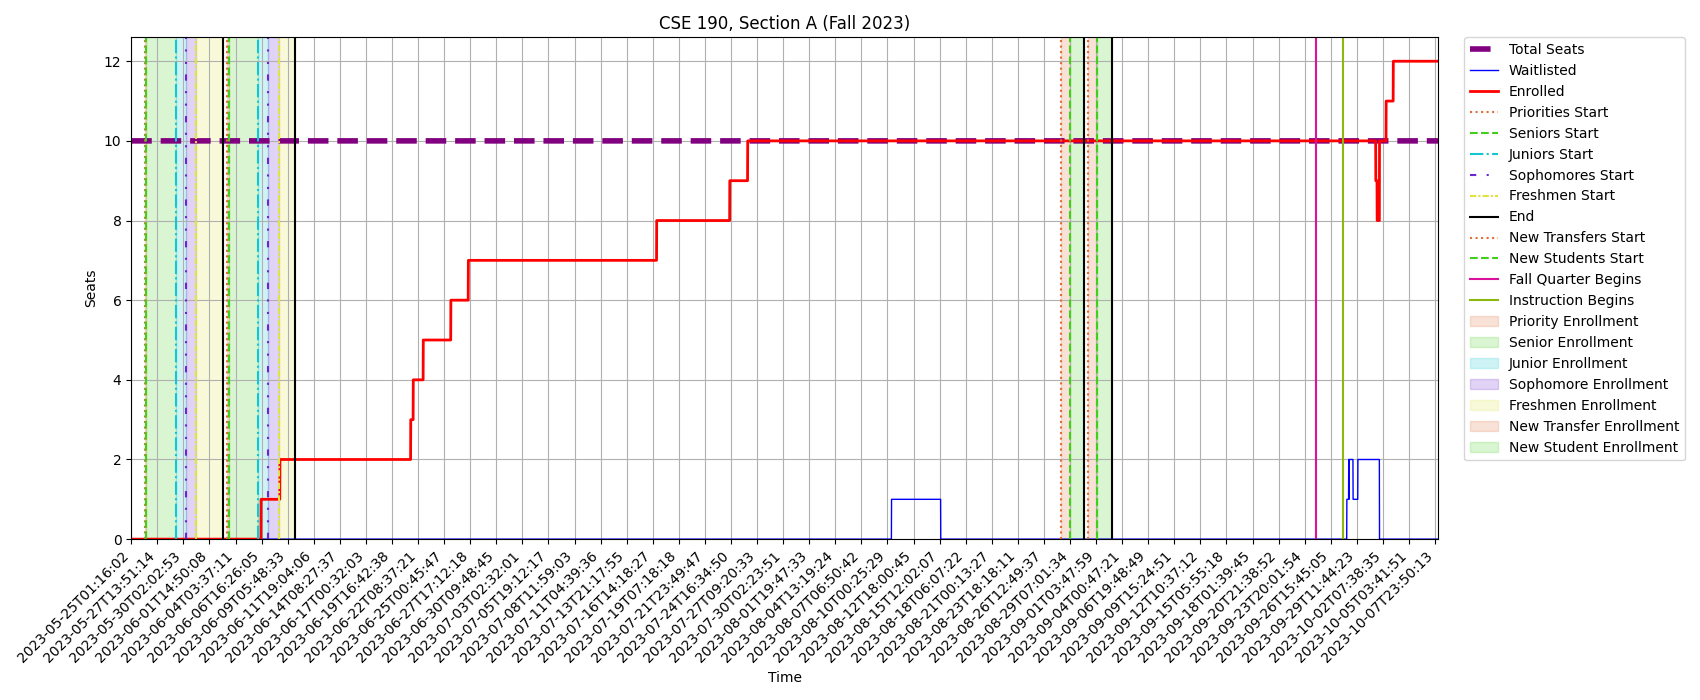 CSE 190, Section A (Fall 2023)
Seats
12
10
8
6
4
2
0
2023-05-25T01:16:02
2023-05-27T13:51:14
2023-05-30T02:02:53
2023-06-01T14:50:08
2023-06-04T03:37:11
2023-06-06T16:26:05
2023-06-09T05:48:33
2023-06-11T19:04:06
2023-06-14T08:27:37
2023-06-17T00:32:03
2023-06-19T16:42:38
2023-06-22T08:37:21
2023-06-25T00:45:47
2023-06-27T17:12:18
2023-06-30T09:48:45
2023-07-03T02:32:01
2023-07-05T19:12:17
2023-07-08T11:59:03
2023-07-11T04:39:36
2023-07-13T21:17:55
2023-07-16T14:18:27
2023-07-19T07:18:18
2023-07-21T23:49:47
2023-07-24T16:34:50
2023-07-27T09:20:33
2023-07-30T02:23:51
2023-08-01T19:47:33
2023-08-04T13:19:24
2023-08-07T06:50:42
2023-08-10T00:25:29
2023-08-12T18:00:45
2023-08-15T12:02:07
2023-08-18T06:07:22
2023-08-21T00:13:27
2023-08-23T18:18:11
2023-08-26T12:49:37
2023-08-29T07:01:34
2023-09-01T03:47:59
2023-09-04T00:47:21
2023-09-06T19:48:49
2023-09-09T15:24:51
2023-09-12T10:37:12
2023-09-15T05:55:18
2023-09-18T01:39:45
2023-09-20T21:38:52
2023-09-23T20:01:54
2023-09-26T15:45:05
2023-09-29T11:44:23
2023-10-02T07:38:35
2023-10-05T03:41:51
2023-10-07T23:50:13
Time
Total Seats
Waitlisted
Enrolled
Priorities Start
Seniors Start
Juniors Start
Sophomores Start
Freshmen Start
End
New Transfers Start
New Students Start
Fall Quarter Begins
Instruction Begins
Priority Enrollment
Senior Enrollment
Junior Enrollment
Sophomore Enrollment
Freshmen Enrollment
New Transfer Enrollment
New Student Enrollment